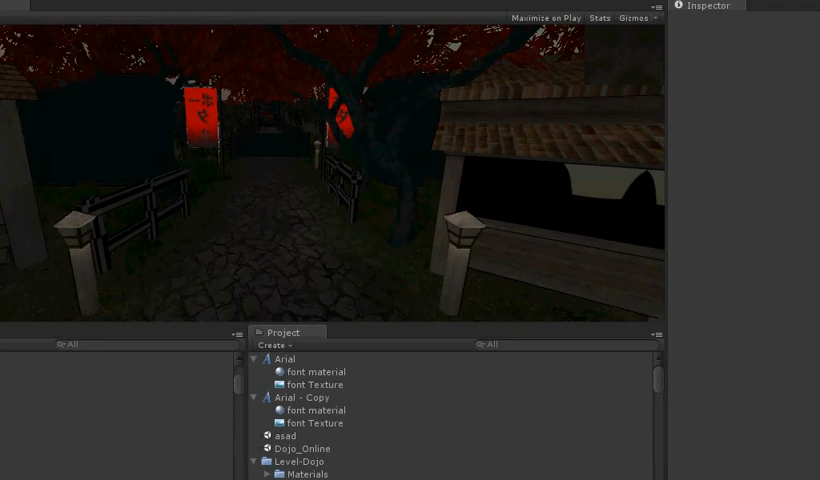 Inspector
Maximize on Play Stats Gizmos
Project
All
Create
All
Arial
font material
font Texture
Arial - Copy
font material
font Texture
asad
Dojo_Online
Level-Dojo
Materials